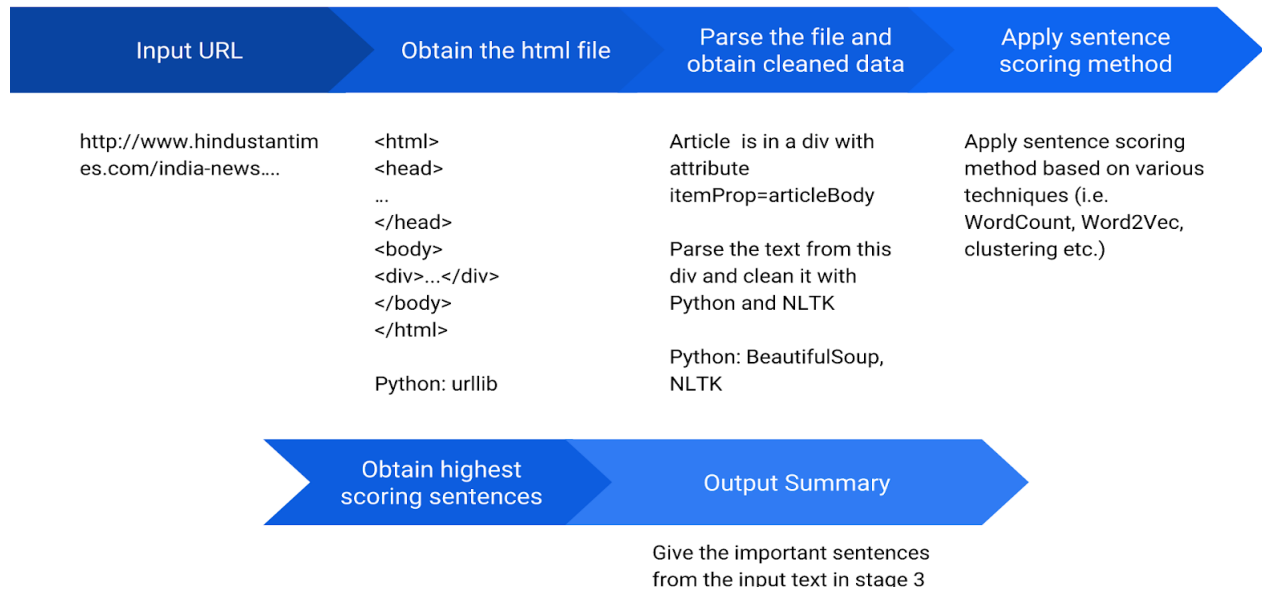 Input URL
Obtain the html file
Parse the file and
obtain cleaned data
Apply sentence
scoring method
http://www.hindustantim
es.com/india-news....
<html>
<head>
...
</head>
<body>
<div>...</div>
</body>
</html>
Python: urllib
Article is in a div with
attribute
itemProp=articleBody
Parse the text from this
div and clean it with
Python and NLTK
Python: BeautifulSoup,
NLTK
Apply sentence scoring
method based on various
techniques (i.e.
WordCount, Word2Vec,
clustering etc.)
Obtain highest
scoring sentences
Output Summary
Give the important sentences
from the input text in stage 3